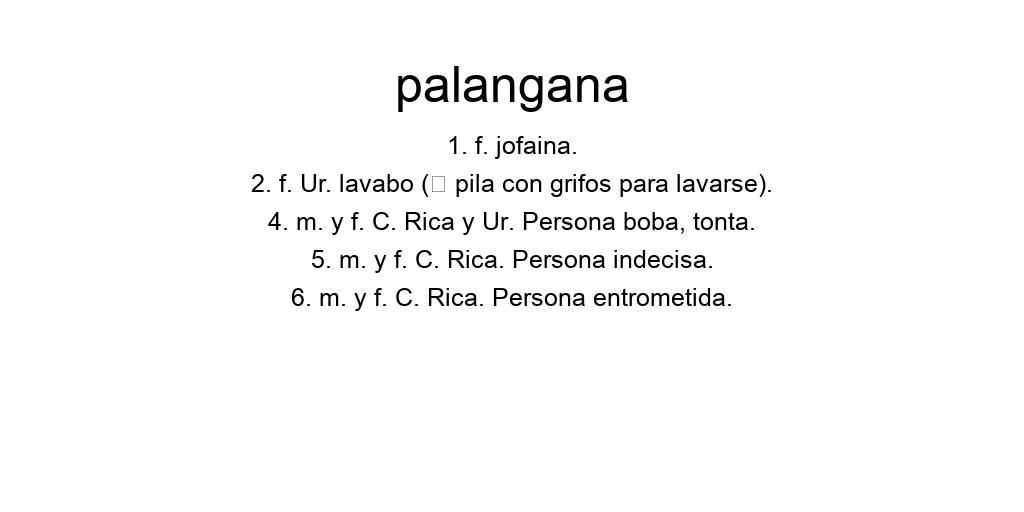 palangana
1. f. jofaina.
2. f. Ur. lavabo (□ pila con grifos para lavarse).
4. m. y f. C. Rica y Ur. Persona boba, tonta.
5. m. y f. C. Rica. Persona indecisa.
6. m. y f. C. Rica. Persona entrometida.